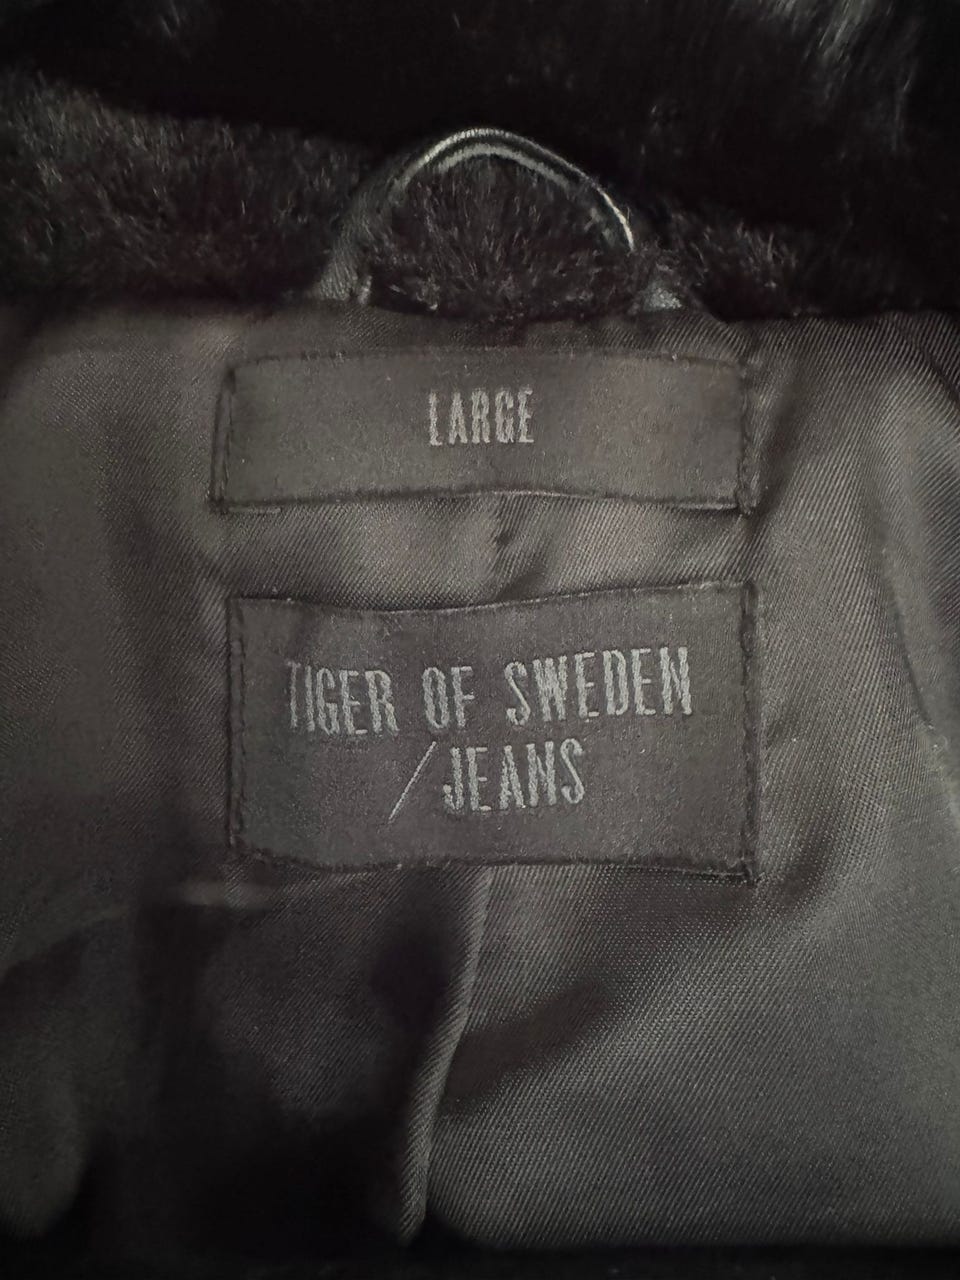 LARGE
TIGER OF SWEDEN
/JEANS